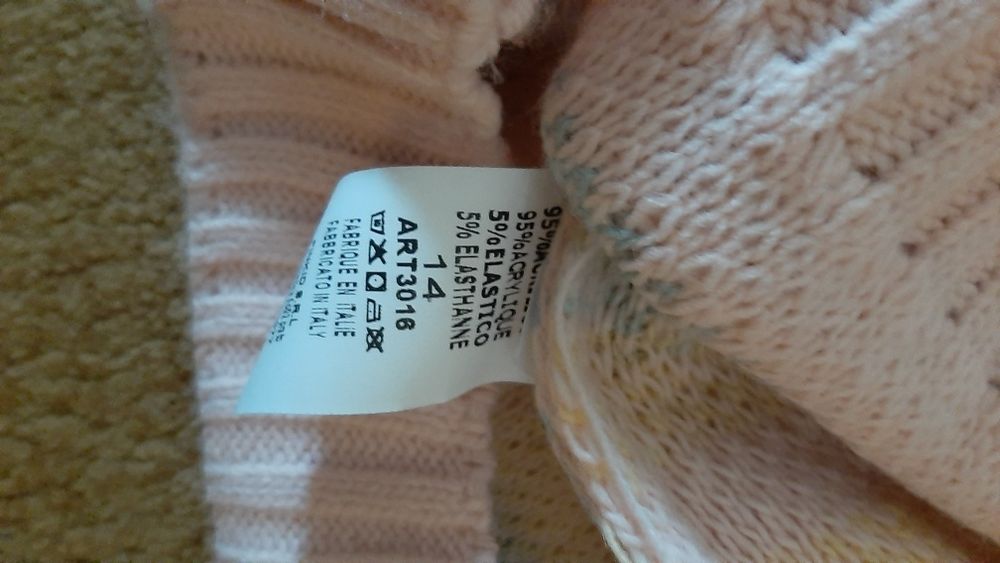 95%ACRYLIQUE
5%ELASTICO
5% ELASTHANNE
14
ART3016
FABRIQUE EN ITALIE
FABBRICATO IN ITALY